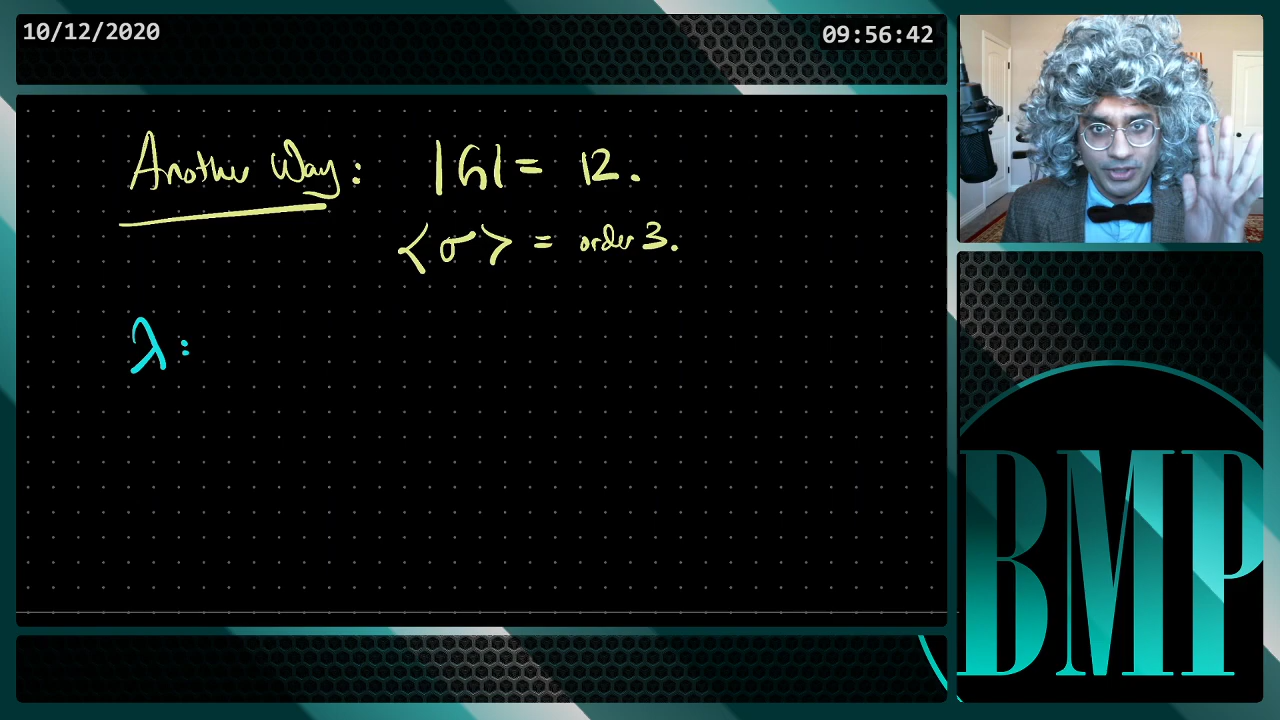 10/12/2020
09:56:42
Another Way: |G| = 12.
<σ> = order 3.
λ:
BMP